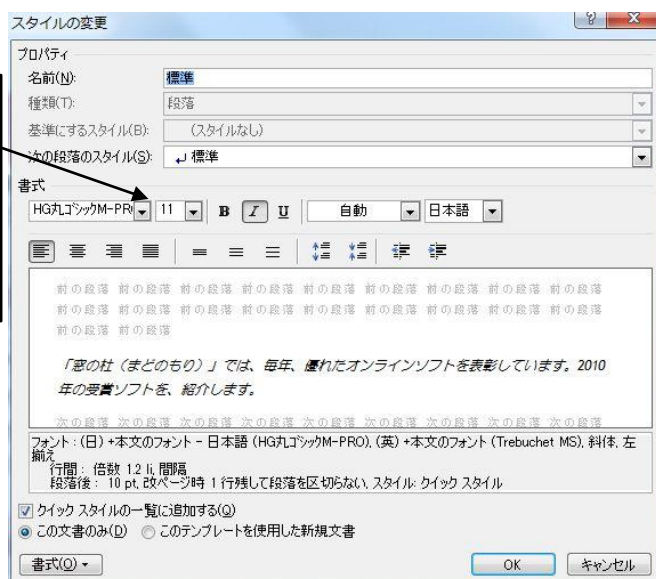 スタイルの変更
プロパティ
名前(N): 標準
種類(T): 段落
基準にするスタイル(B): (スタイルなし)
次の段落のスタイル(S): ↵ 標準
書式
HG丸ゴシックM-PR 11 B I U 自動 日本語
前の段落 前の段落 前の段落 前の段落 前の段落 前の段落 前の段落 前の段落 前の段落
前の段落 前の段落 前の段落 前の段落 前の段落 前の段落 前の段落 前の段落 前の段落
前の段落 前の段落
「窓の杜（まどのもり）」では、毎年、優れたオンラインソフトを表彰しています。2010
年の受賞ソフトを、紹介します。
次の段落 次の段落 次の段落 次の段落 次の段落 次の段落 次の段落 次の段落 次の段落
フォント : (日) +本文のフォント - 日本語 (HG丸ゴシックM-PRO), (英) +本文のフォント (Trebuchet MS), 斜体, 左
揃え
行間 : 倍数 1.2 li, 間隔
段落後 : 10 pt, 改ページ時 1 行残して段落を区切らない, スタイル: クイック スタイル
クイック スタイルの一覧に追加する(Q)
この文書のみ(D) このテンプレートを使用した新規文書
書式(O) OK キャンセル